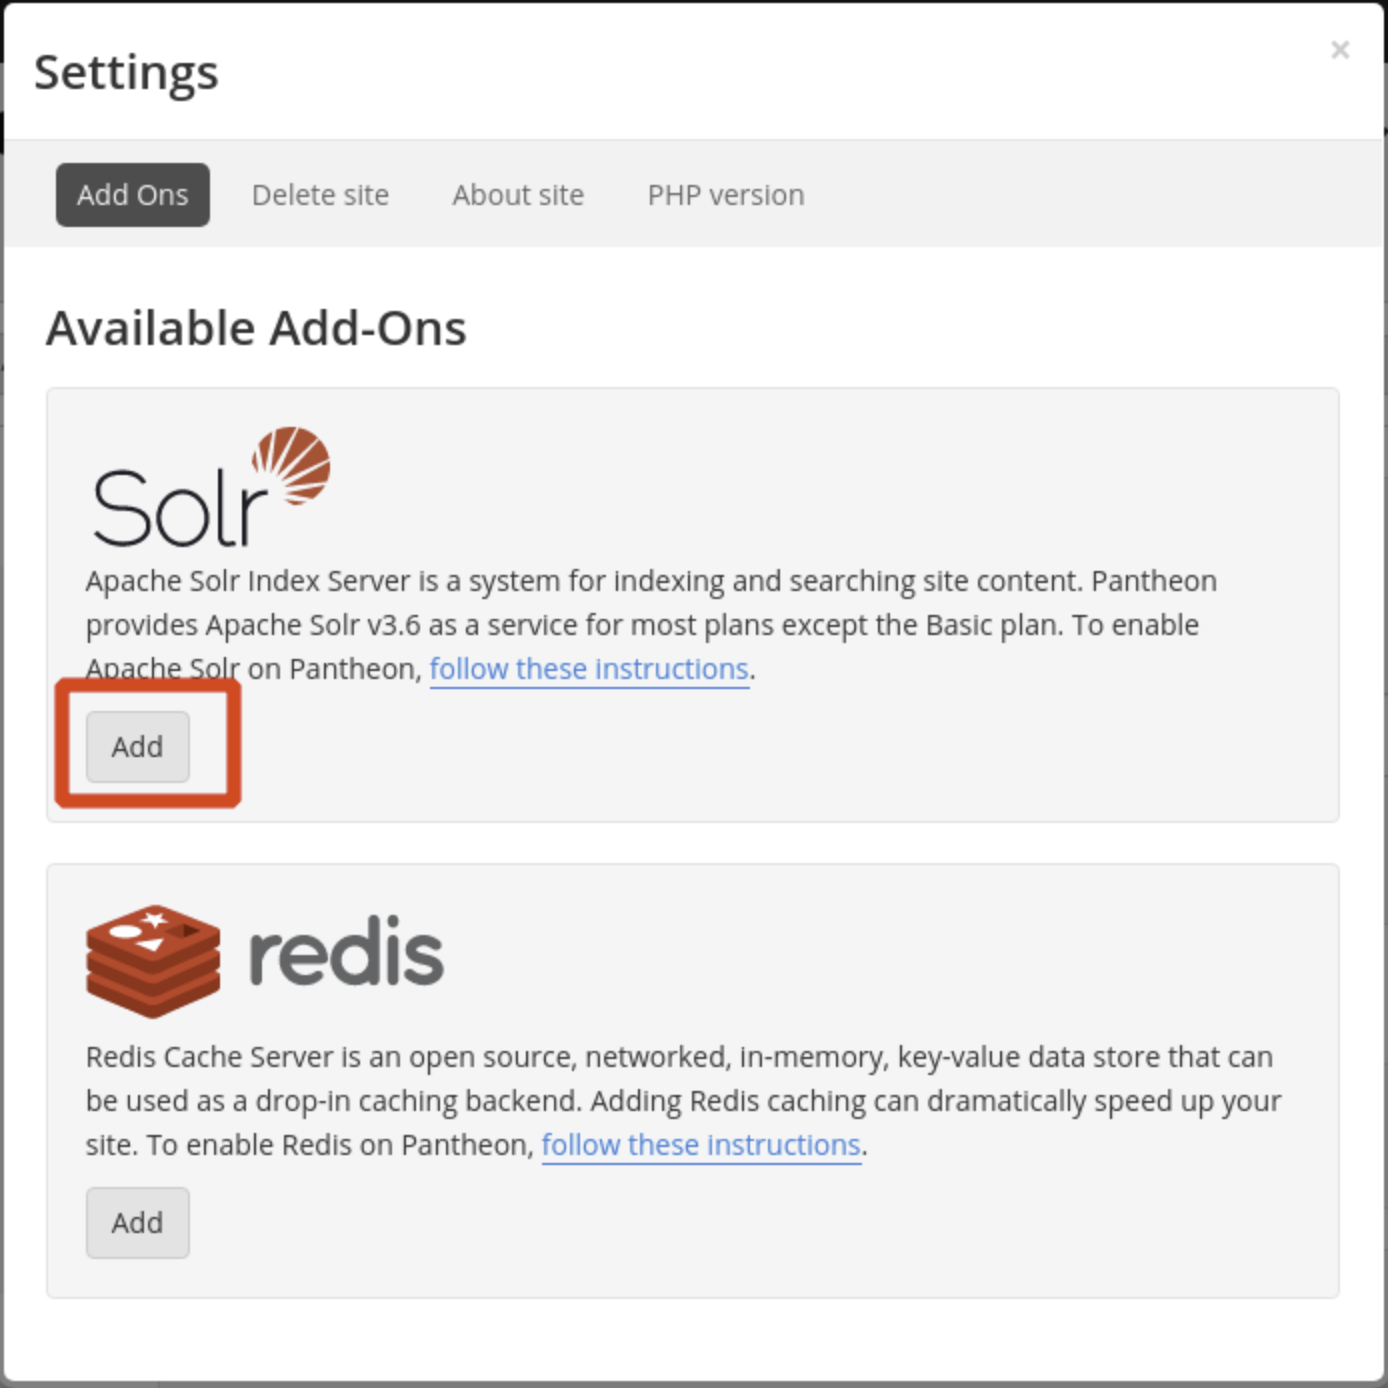 Settings
×
Add Ons Delete site About site PHP version
Available Add-Ons
Solr
Apache Solr Index Server is a system for indexing and searching site content. Pantheon
provides Apache Solr v3.6 as a service for most plans except the Basic plan. To enable
Apache Solr on Pantheon, follow these instructions.
Add
redis
Redis Cache Server is an open source, networked, in-memory, key-value data store that can
be used as a drop-in caching backend. Adding Redis caching can dramatically speed up your
site. To enable Redis on Pantheon, follow these instructions.
Add